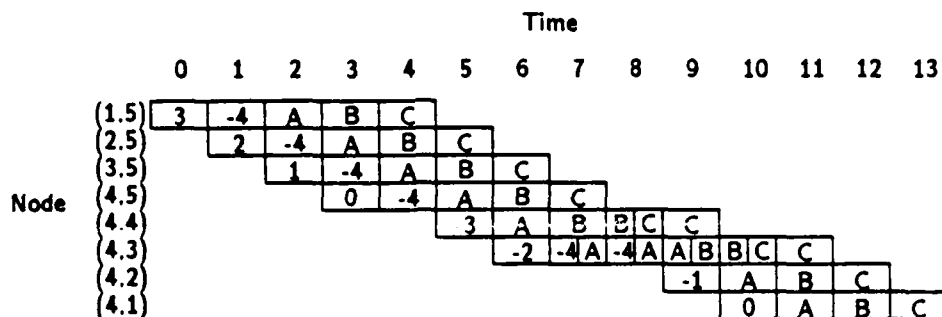 Time
0 1 2 3 4 5 6 7 8 9 10 11 12 13
(1.5) 3 -4 A B C
(2.5) 2 -4 A B C
(3.5) 1 -4 A B C
Node (4.5) 0 -4 A B C
(4.4) 3 A B B C C
(4.3) -2 -4 A -4 A A B B C C
(4.2) -1 A B C
(4.1) 0 A B C